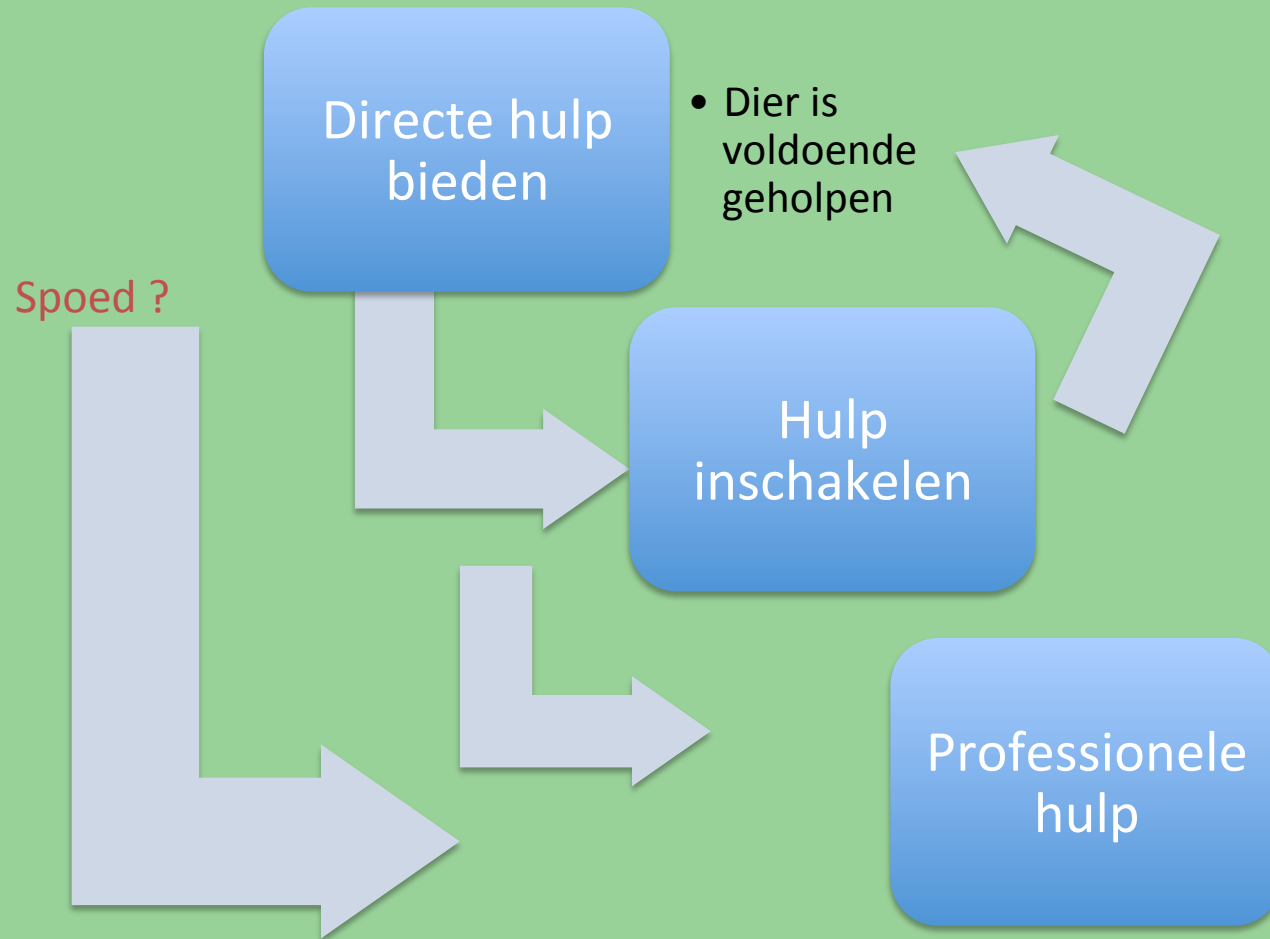 Directe hulp
bieden
• Dier is
voldoende
geholpen
Spoed ?
Hulp
inschakelen
Professionele
hulp